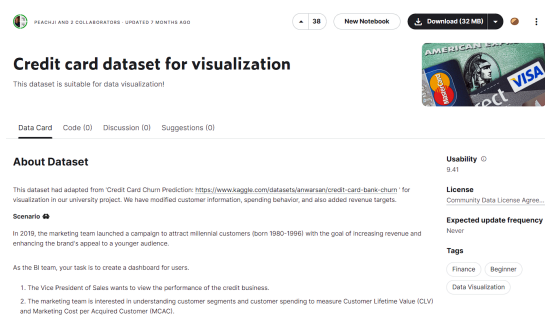 PEACHJI AND 2 COLLABORATORS · UPDATED 7 MONTHS AGO
38
New Notebook
Download (32 MB)
Credit card dataset for visualization
This dataset is suitable for data visualization!
AMERICAN EXPRESS
MasterCard
VISA
Data Card
Code (0)
Discussion (0)
Suggestions (0)
About Dataset
This dataset had adapted from 'Credit Card Churn Prediction: https://www.kaggle.com/datasets/anwarsan/credit-card-bank-churn ' for
visualization in our university project. We have modified customer information, spending behavior, and also added revenue targets.
Scenario
In 2019, the marketing team launched a campaign to attract millennial customers (born 1980-1996) with the goal of increasing revenue and
enhancing the brand's appeal to a younger audience.
As the BI team, your task is to create a dashboard for users.
1. The Vice President of Sales wants to view the performance of the credit business.
2. The marketing team is interested in understanding customer segments and customer spending to measure Customer Lifetime Value (CLV)
and Marketing Cost per Acquired Customer (MCAC).
Usability
9.41
License
Community Data License Agree...
Expected update frequency
Never
Tags
Finance
Beginner
Data Visualization